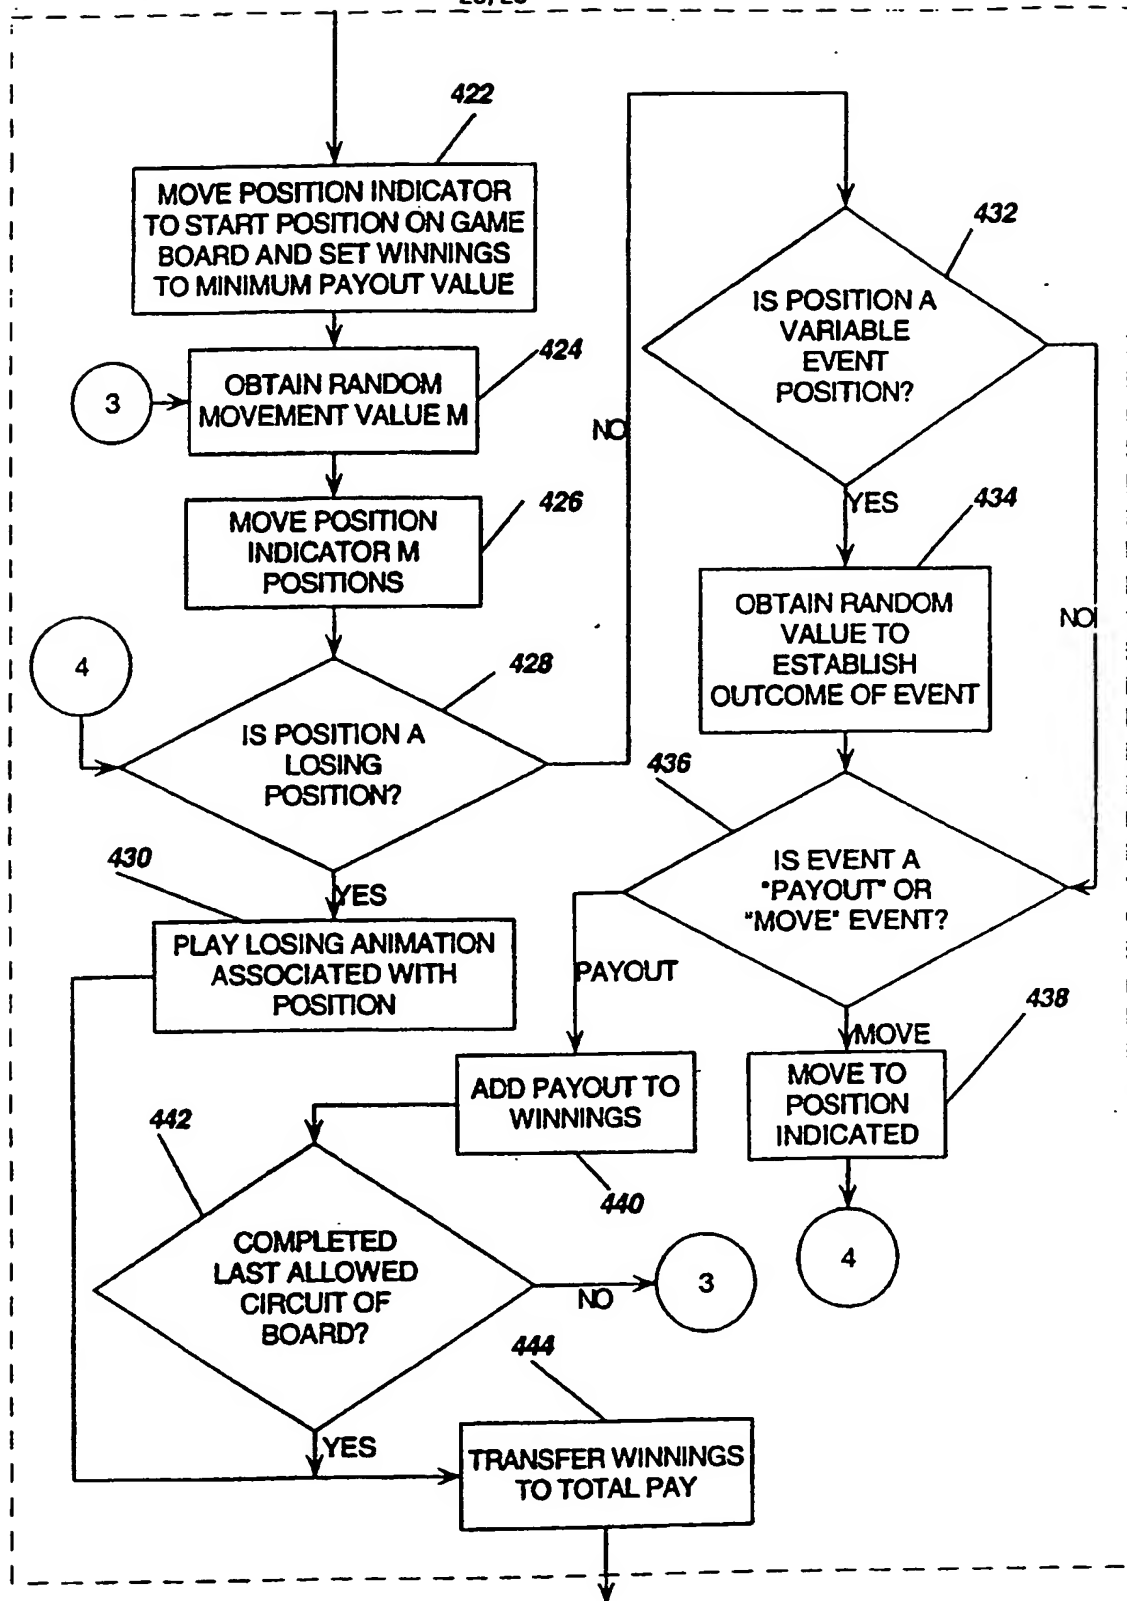 422
MOVE POSITION INDICATOR
TO START POSITION ON GAME
BOARD AND SET WINNINGS
TO MINIMUM PAYOUT VALUE
424
3
OBTAIN RANDOM
MOVEMENT VALUE M
426
MOVE POSITION
INDICATOR M
POSITIONS
4
428
IS POSITION A
LOSING
POSITION?
NO
430
YES
PLAY LOSING ANIMATION
ASSOCIATED WITH
POSITION
432
IS POSITION A
VARIABLE
EVENT
POSITION?
YES
NO
434
OBTAIN RANDOM
VALUE TO
ESTABLISH
OUTCOME OF EVENT
436
IS EVENT A
"PAYOUT" OR
"MOVE" EVENT?
PAYOUT
MOVE
438
MOVE TO
POSITION
INDICATED
4
ADD PAYOUT TO
WINNINGS
440
442
COMPLETED
LAST ALLOWED
CIRCUIT OF
BOARD?
NO
3
YES
444
TRANSFER WINNINGS
TO TOTAL PAY